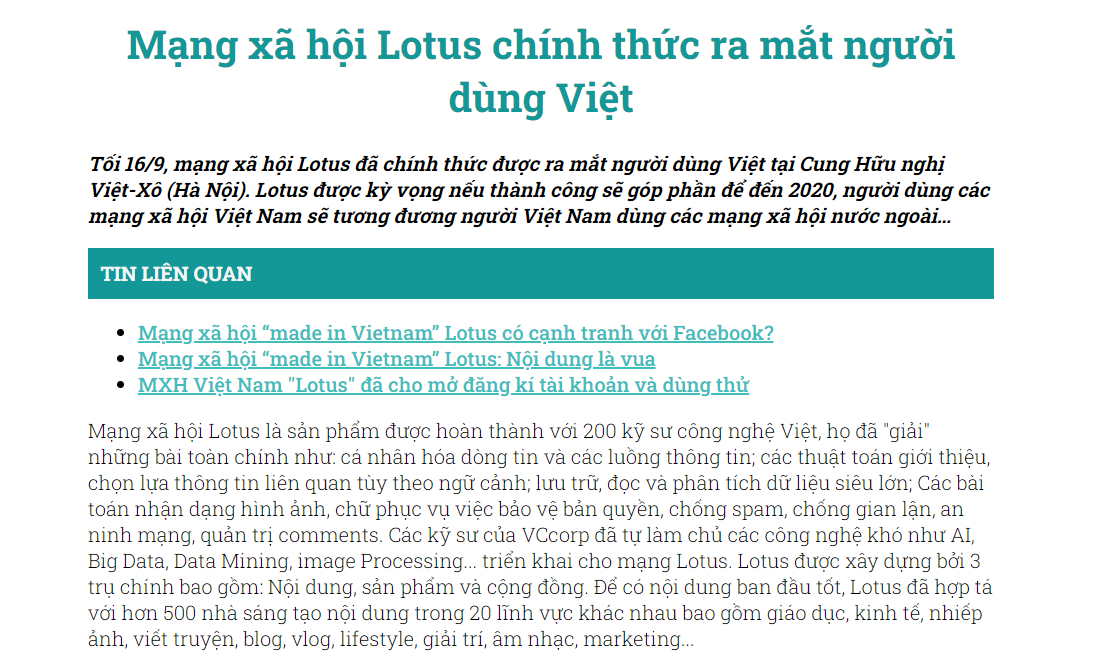 Mạng xã hội Lotus chính thức ra mắt người
dùng Việt
Tối 16/9, mạng xã hội Lotus đã chính thức được ra mắt người dùng Việt tại Cung Hữu nghị
Việt-Xô (Hà Nội). Lotus được kỳ vọng nếu thành công sẽ góp phần để đến 2020, người dùng các
mạng xã hội Việt Nam sẽ tương đương người Việt Nam dùng các mạng xã hội nước ngoài...
TIN LIÊN QUAN
Mạng xã hội “made in Vietnam” Lotus có cạnh tranh với Facebook?
Mạng xã hội “made in Vietnam” Lotus: Nội dung là vua
MXH Việt Nam "Lotus" đã cho mở đăng kí tài khoản và dùng thử
Mạng xã hội Lotus là sản phẩm được hoàn thành với 200 kỹ sư công nghệ Việt, họ đã "giải"
những bài toán chính như: cá nhân hóa dòng tin và các luồng thông tin; các thuật toán giới thiệu,
chọn lựa thông tin liên quan tùy theo ngữ cảnh; lưu trữ, đọc và phân tích dữ liệu siêu lớn; Các bài
toán nhận dạng hình ảnh, chữ phục vụ việc bảo vệ bản quyền, chống spam, chống gian lận, an
ninh mạng, quản trị comments. Các kỹ sư của VCcorp đã tự làm chủ các công nghệ khó như AI,
Big Data, Data Mining, image Processing... triển khai cho mạng Lotus. Lotus được xây dựng bởi 3
trụ chính bao gồm: Nội dung, sản phẩm và cộng đồng. Để có nội dung ban đầu tốt, Lotus đã hợp tá
với hơn 500 nhà sáng tạo nội dung trong 20 lĩnh vực khác nhau bao gồm giáo dục, kinh tế, nhiếp
ảnh, viết truyện, blog, vlog, lifestyle, giải trí, âm nhạc, marketing...